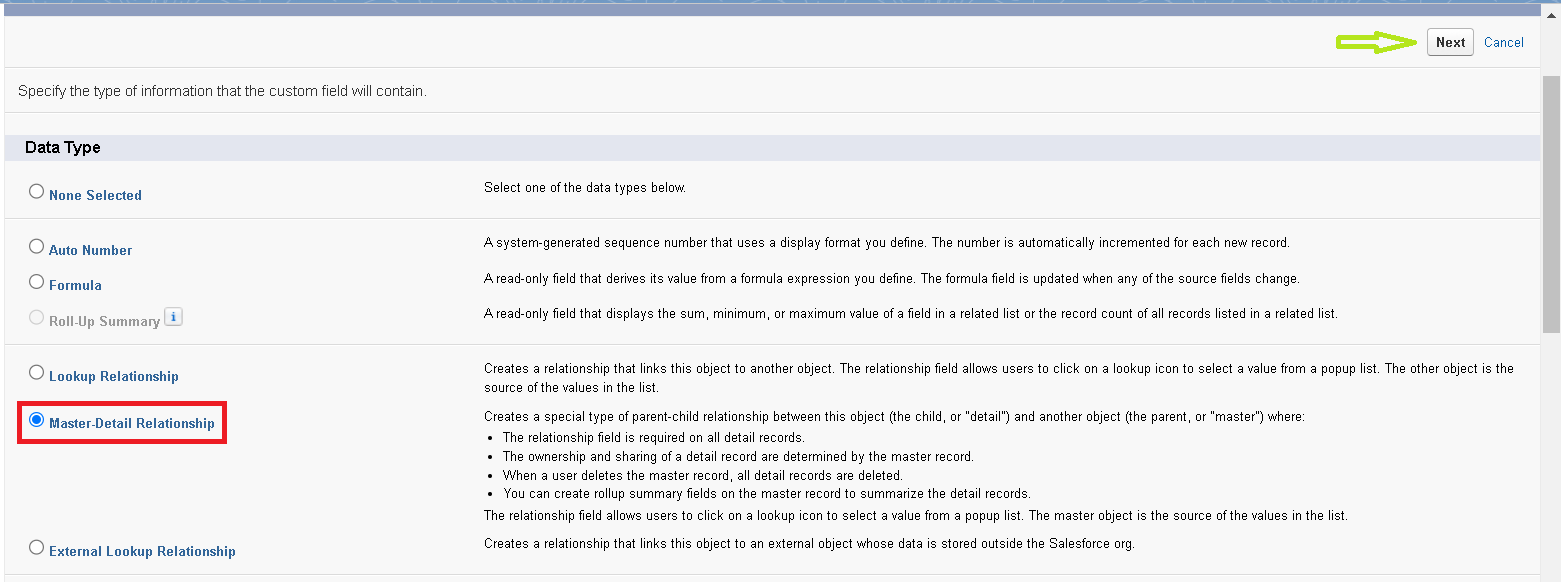 Next Cancel
Specify the type of information that the custom field will contain.
Data Type
None Selected
Select one of the data types below.
Auto Number
A system-generated sequence number that uses a display format you define. The number is automatically incremented for each new record.
Formula
A read-only field that derives its value from a formula expression you define. The formula field is updated when any of the source fields change.
Roll-Up Summary i
A read-only field that displays the sum, minimum, or maximum value of a field in a related list or the record count of all records listed in a related list.
Lookup Relationship
Creates a relationship that links this object to another object. The relationship field allows users to click on a lookup icon to select a value from a popup list. The other object is the
source of the values in the list.
Master-Detail Relationship
Creates a special type of parent-child relationship between this object (the child, or "detail") and another object (the parent, or "master") where:
• The relationship field is required on all detail records.
• The ownership and sharing of a detail record are determined by the master record.
• When a user deletes the master record, all detail records are deleted.
• You can create rollup summary fields on the master record to summarize the detail records.
The relationship field allows users to click on a lookup icon to select a value from a popup list. The master object is the source of the values in the list.
External Lookup Relationship
Creates a relationship that links this object to an external object whose data is stored outside the Salesforce org.